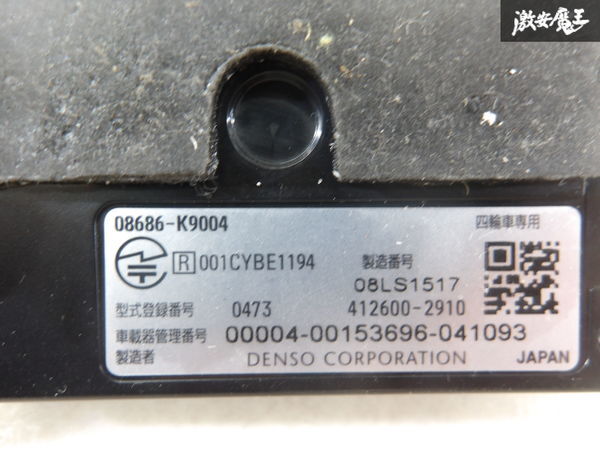 激安魔王
08686-K9004
四輪車専用
R 001CYBE1194
製造番号
08LS1517
型式登録番号 0473 412600-2910
車載器管理番号 00004-00153696-041093
製造者 DENSO CORPORATION JAPAN